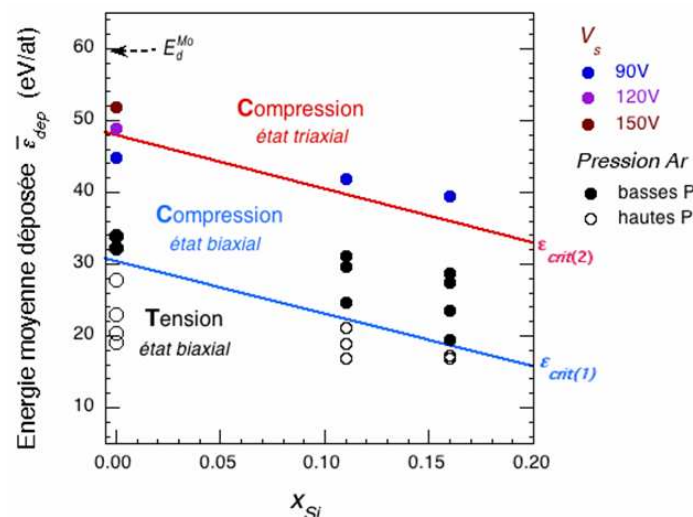 Energie moyenne déposée ε̄dep (eV/at)
60
50
40
30
20
10
EdMo
Compression
état triaxial
Compression
état biaxial
Tension
état biaxial
εcrit(2)
εcrit(1)
0.00 0.05 0.10 0.15 0.20
xSi
Vs
90V
120V
150V
Pression Ar
basses P
hautes P